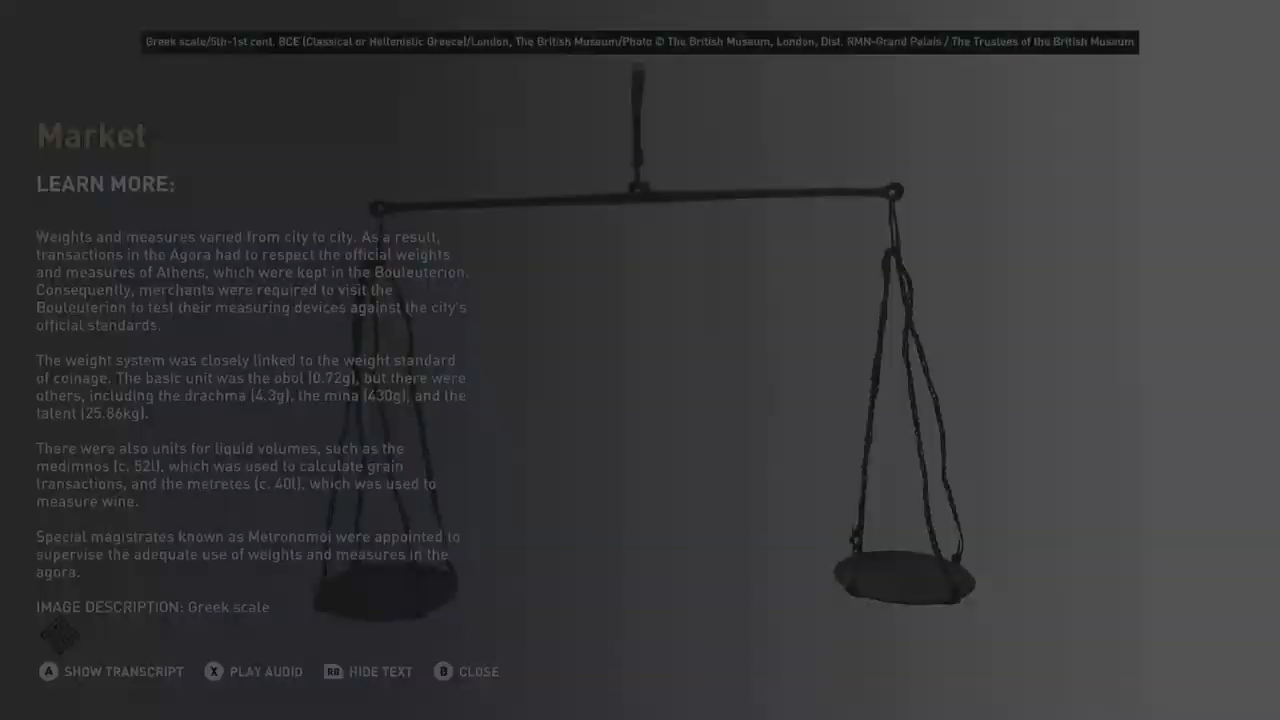 Greek scale/5th-1st cent. BCE (Classical or Hellenistic Greece)/London, The British Museum/Photo © The British Museum, London, Dist. RMN-Grand Palais / The Trustees of the British Museum
Market
LEARN MORE:
Weights and measures varied from city to city. As a result,
transactions in the Agora had to respect the official weights
and measures of Athens, which were kept in the Bouleuterion.
Consequently, merchants were required to visit the
Bouleuterion to test their measuring devices against the city's
official standards.
The weight system was closely linked to the weight standard
of coinage. The basic unit was the obol (0.72g), but there were
others, including the drachma (4.3g), the mina (430g), and the
talent (25.86kg).
There were also units for liquid volumes, such as the
medimnos (c. 52l), which was used to calculate grain
transactions, and the metretes (c. 40l), which was used to
measure wine.
Special magistrates known as Metronomoi were appointed to
supervise the adequate use of weights and measures in the
agora.
IMAGE DESCRIPTION: Greek scale
A SHOW TRANSCRIPT X PLAY AUDIO RB HIDE TEXT B CLOSE